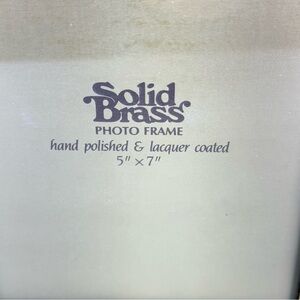 Solid
Brass
PHOTO FRAME
hand polished & lacquer coated
5" × 7"